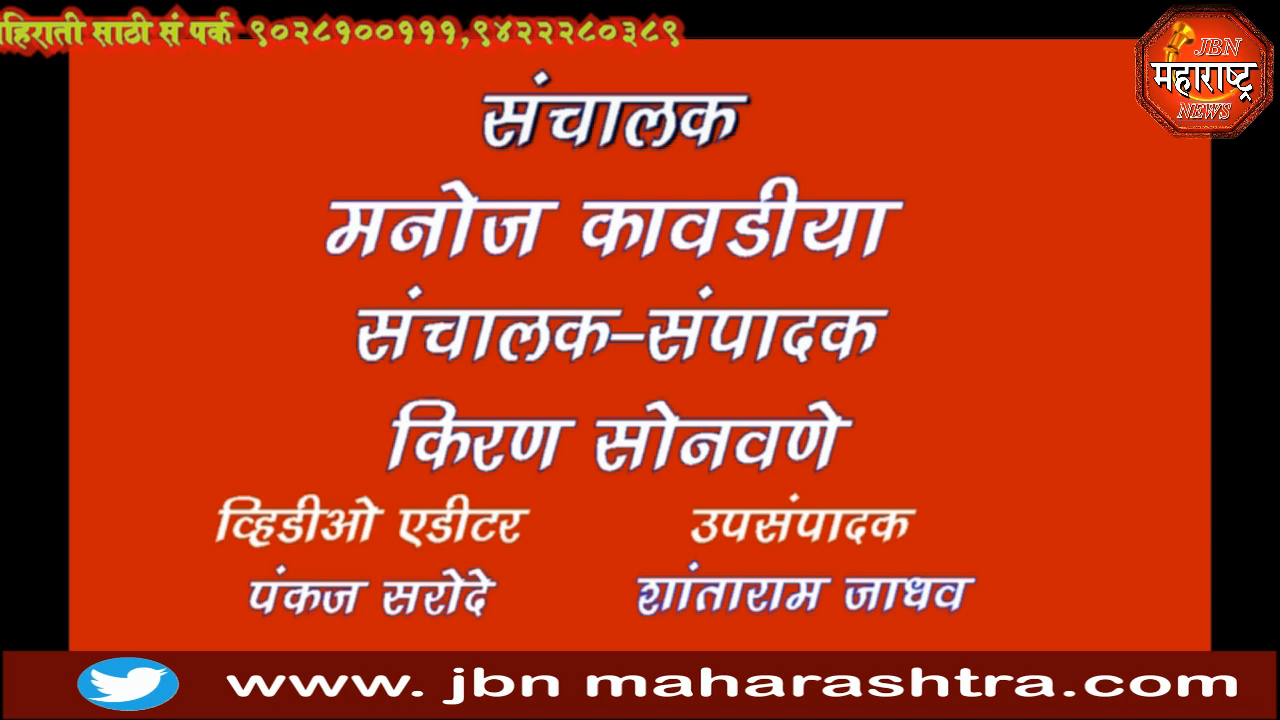 ाहिराती साठी सं पर्क ९०२८१००१११,९४२२२८०३८९
JBN
महाराष्ट्र
NEWS
संचालक
मनोज कावडीया
संचालक–संपादक
किरण सोनवणे
व्हिडीओ एडीटर उपसंपादक
पंकज सरोदे शांताराम जाधव
www. jbn maharashtra.com